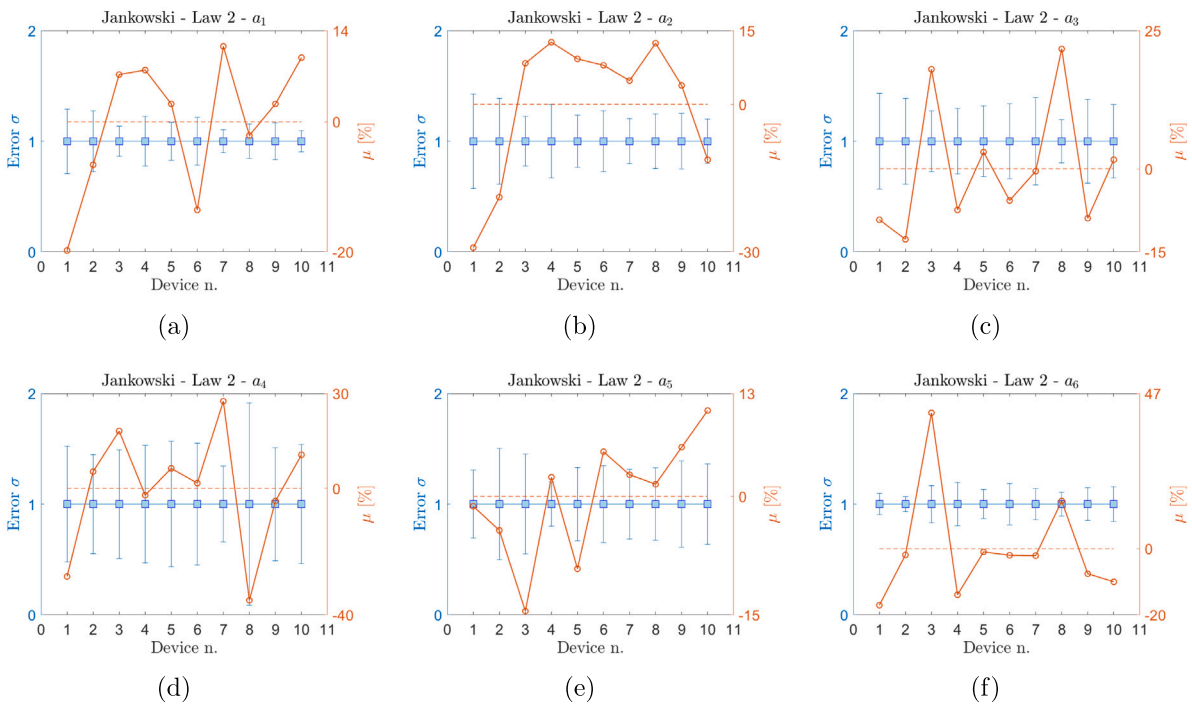 Jankowski - Law 2 - a₁
2 14
Error σ 1 0 μ [%]
0 -20
0 1 2 3 4 5 6 7 8 9 10 11
Device n.
(a)
Jankowski - Law 2 - a₂
2 15
Error σ 1 0 μ [%]
0 -30
0 1 2 3 4 5 6 7 8 9 10 11
Device n.
(b)
Jankowski - Law 2 - a₃
2 25
Error σ 1 0 μ [%]
0 -15
0 1 2 3 4 5 6 7 8 9 10 11
Device n.
(c)
Jankowski - Law 2 - a₄
2 30
Error σ 1 0 μ [%]
0 -40
0 1 2 3 4 5 6 7 8 9 10 11
Device n.
(d)
Jankowski - Law 2 - a₅
2 13
Error σ 1 0 μ [%]
0 -15
0 1 2 3 4 5 6 7 8 9 10 11
Device n.
(e)
Jankowski - Law 2 - a₆
2 47
Error σ 1 0 μ [%]
0 -20
0 1 2 3 4 5 6 7 8 9 10 11
Device n.
(f)